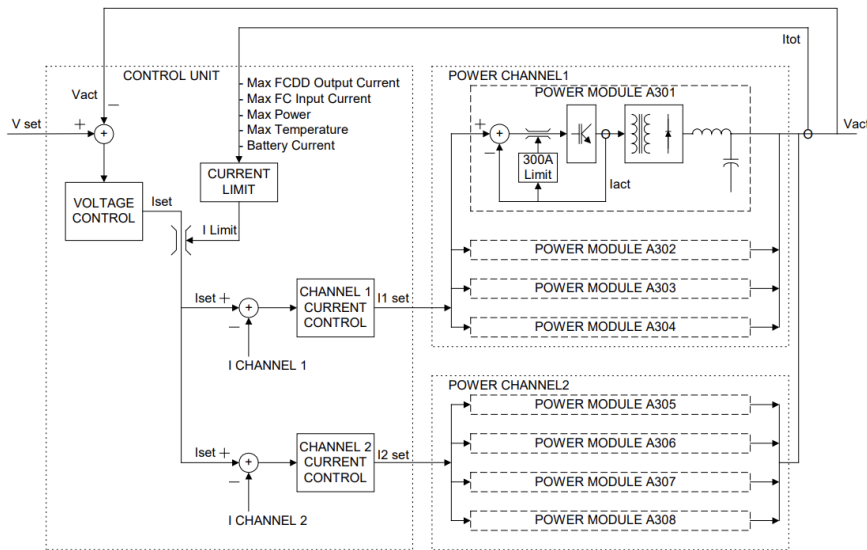 Itot
CONTROL UNIT
POWER CHANNEL1
Vact
- Max FCDD Output Current
- Max FC Input Current
- Max Power
- Max Temperature
- Battery Current
POWER MODULE A301
V set
+
−
+
+
−
+
Vact
300A
Limit
Iact
CURRENT
LIMIT
VOLTAGE
CONTROL
Iset
I Limit
POWER MODULE A302
POWER MODULE A303
POWER MODULE A304
Iset +
+
−
CHANNEL 1
CURRENT
CONTROL
I1 set
I CHANNEL 1
POWER CHANNEL2
POWER MODULE A305
POWER MODULE A306
POWER MODULE A307
POWER MODULE A308
Iset +
+
−
CHANNEL 2
CURRENT
CONTROL
I2 set
I CHANNEL 2